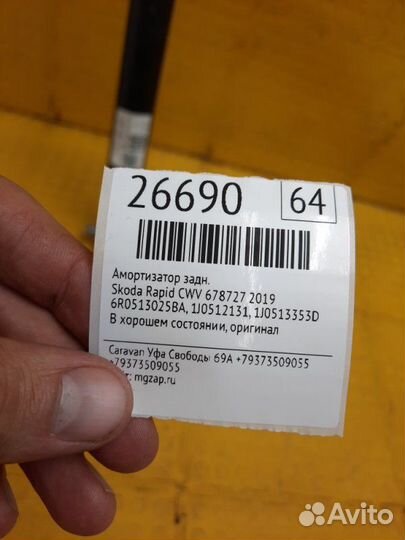 26690 64
Амортизатор задн.
Skoda Rapid CWV 678727 2019
6R0513025BA, 1J0512131, 1J0513353D
В хорошем состоянии, оригинал
Caravan Уфа Свободы 69А +79373509055
+79373509055
mgzap.ru
Avito